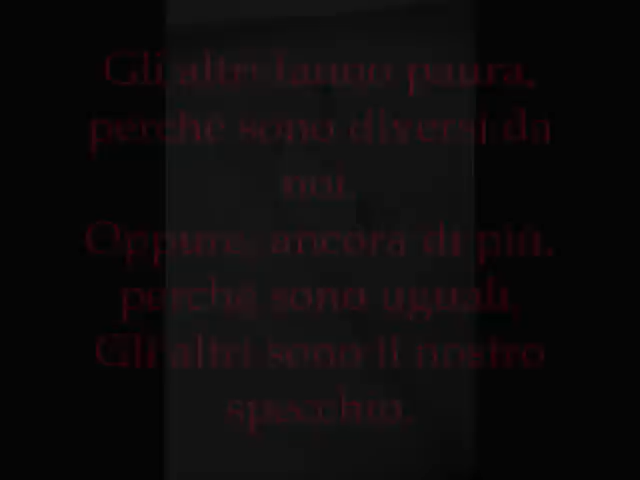 Gli altri fanno paura,
perché sono diversi da
noi.
Oppure, ancora di più,
perché sono uguali.
Gli altri sono il nostro
specchio.